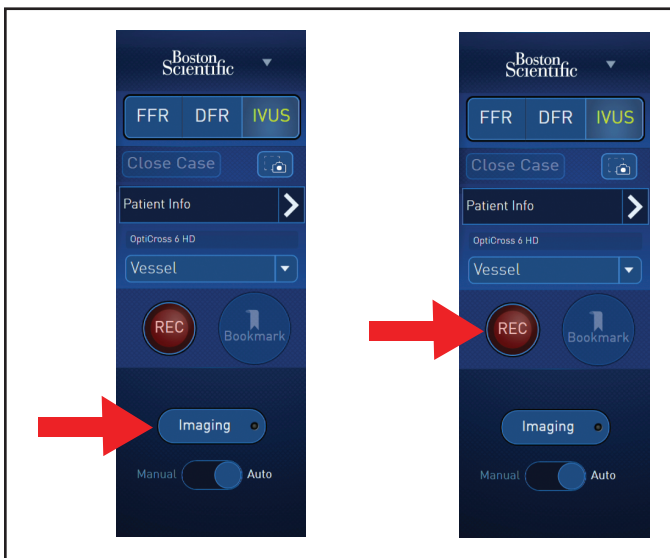 Boston
Scientific
FFR DFR IVUS
Close Case
Patient Info
OptiCross 6 HD
Vessel
REC
Bookmark
Imaging
Manual Auto
Boston
Scientific
FFR DFR IVUS
Close Case
Patient Info
OptiCross 6 HD
Vessel
REC
Bookmark
Imaging
Manual Auto